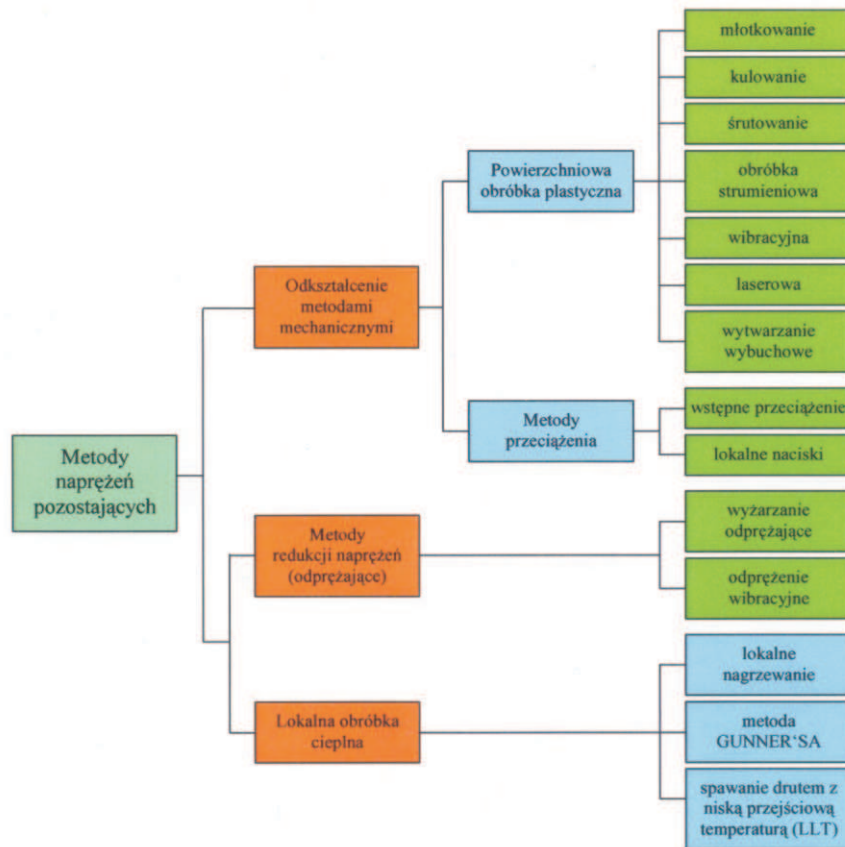 młotkowanie
kulowanie
śrutowanie
Powierzchniowa
obróbka plastyczna
obróbka
strumieniowa
wibracyjna
Odkształcenie
metodami
mechanicznymi
laserowa
wytwarzanie
wybuchowe
Metody
przeciążenia
wstępne przeciążenie
lokalne naciski
Metody
naprężeń
pozostających
Metody
redukcji naprężeń
(odprężające)
wyżarzanie
odprężające
odprężenie
wibracyjne
Lokalna obróbka
cieplna
lokalne
nagrzewanie
metoda
GUNNER‘SA
spawanie drutem z
niską przejściową
temperaturą (LLT)